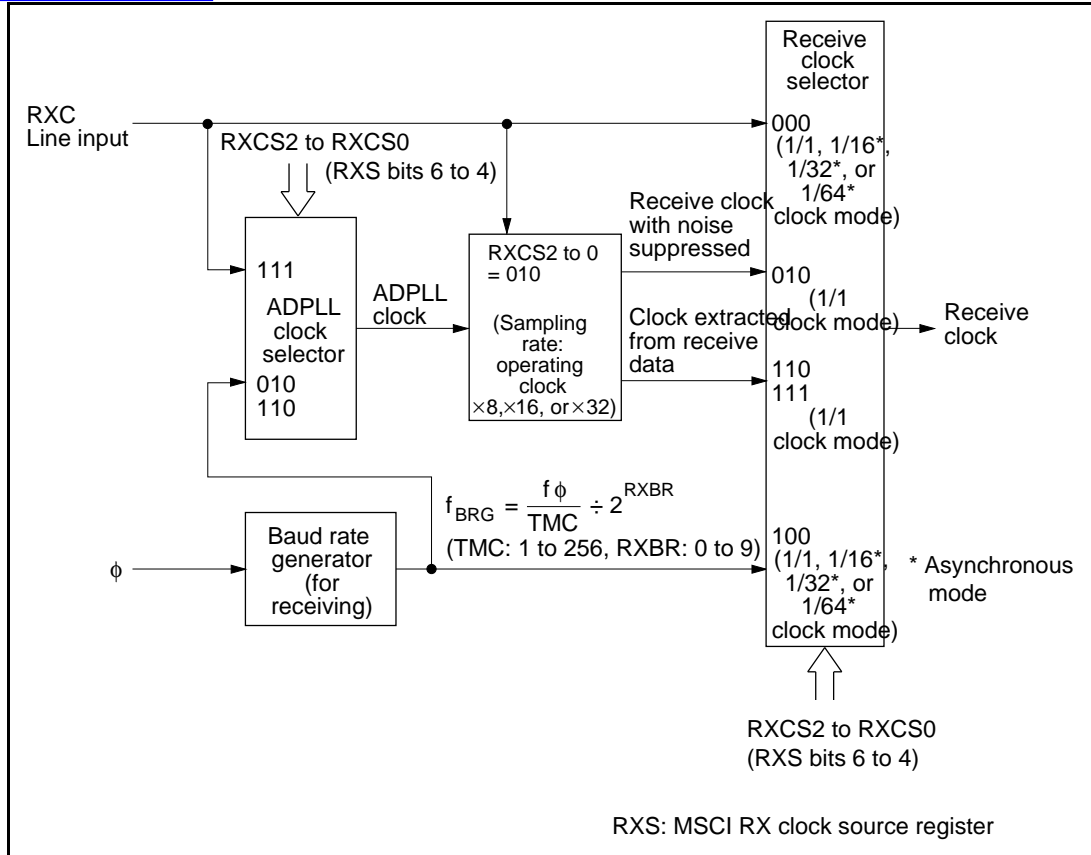 Receive
clock
selector
RXC
Line input
RXCS2 to RXCS0
(RXS bits 6 to 4)
000
(1/1, 1/16*,
1/32*, or
1/64*
clock mode)
Receive clock
with noise
suppressed
RXCS2 to 0
= 010
(Sampling
rate:
operating
clock
×8,×16, or×32)
111
ADPLL
clock
selector
010
110
ADPLL
clock
010
(1/1
clock mode)
Clock extracted
from receive
data
Receive
clock
110
111
(1/1
clock mode)
f BRG = fϕ / TMC ÷ 2 RXBR
(TMC: 1 to 256, RXBR: 0 to 9)
ϕ
Baud rate
generator
(for
receiving)
100
(1/1, 1/16*,
1/32*, or
1/64*
clock mode)
* Asynchronous
mode
RXCS2 to RXCS0
(RXS bits 6 to 4)
RXS: MSCI RX clock source register